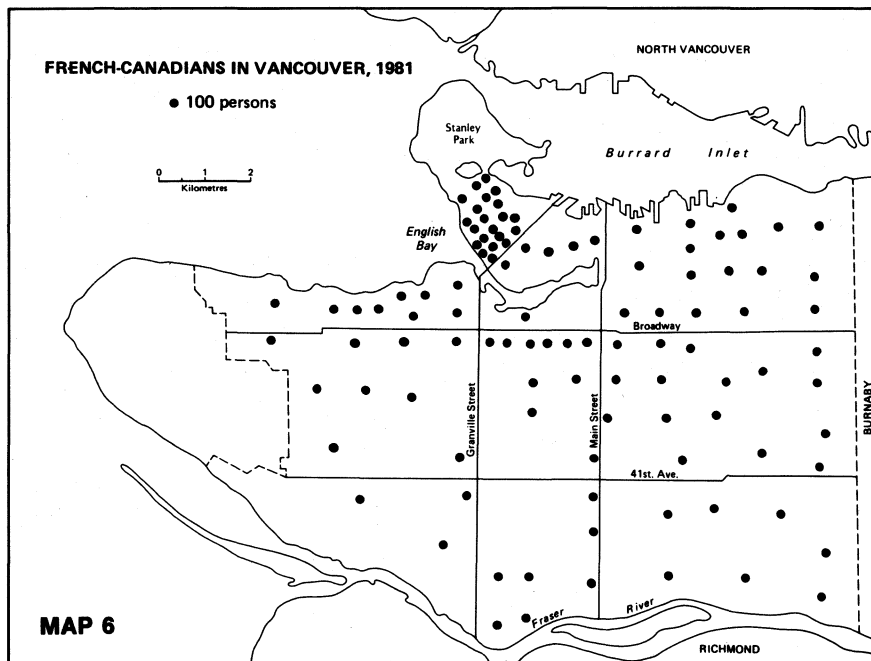 NORTH VANCOUVER
FRENCH-CANADIANS IN VANCOUVER, 1981
100 persons
Stanley
Park
Burrard Inlet
0 1 2
Kilometres
English
Bay
Broadway
Granville Street
Main Street
BURNABY
41st. Ave.
Fraser River
MAP 6
RICHMOND